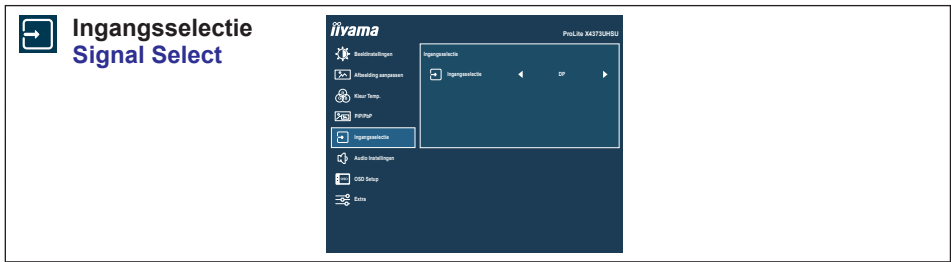 Ingangsselectie
Signal Select
iiyama
ProLite X4373UHSU
Beeldinstellingen
Afbeelding aanpassen
Kleur Temp.
PIP/PbP
Ingangsselectie
Audio Instellingen
OSD Setup
Extra
Ingangsselectie
Ingangsselectie DP